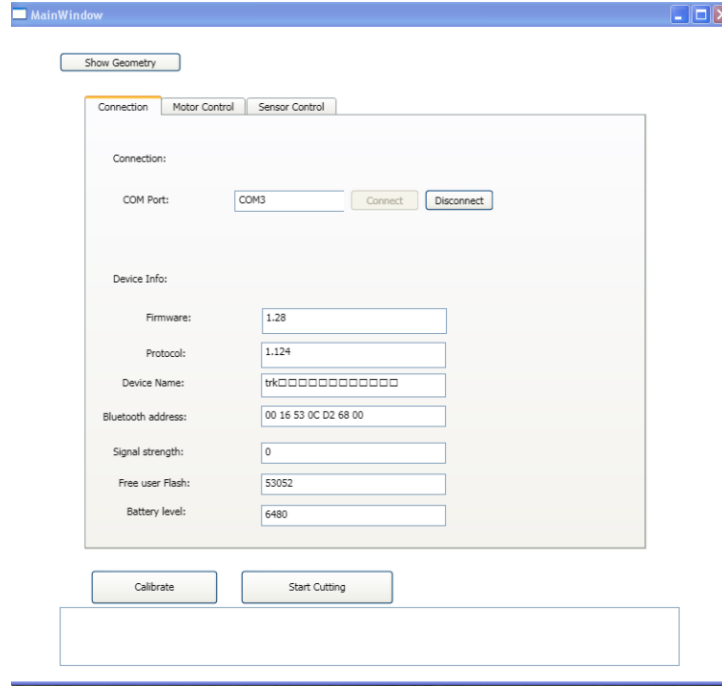 MainWindow
Show Geometry
Connection Motor Control Sensor Control
Connection:
COM Port: COM3 Connect Disconnect
Device Info:
Firmware: 1.28
Protocol: 1.124
Device Name: trk□□□□□□□□□□□□
Bluetooth address: 00 16 53 0C D2 68 00
Signal strength: 0
Free user Flash: 53052
Battery level: 6480
Calibrate Start Cutting